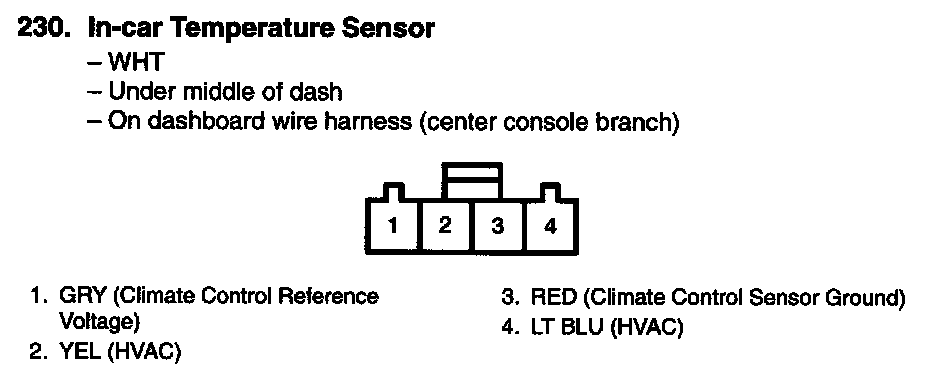 230. In-car Temperature Sensor
– WHT
– Under middle of dash
– On dashboard wire harness (center console branch)
1 2 3 4
1. GRY (Climate Control Reference
Voltage)
2. YEL (HVAC)
3. RED (Climate Control Sensor Ground)
4. LT BLU (HVAC)